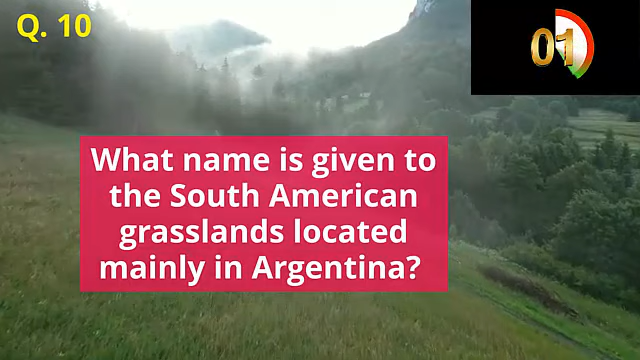 Q. 10
01
What name is given to
the South American
grasslands located
mainly in Argentina?